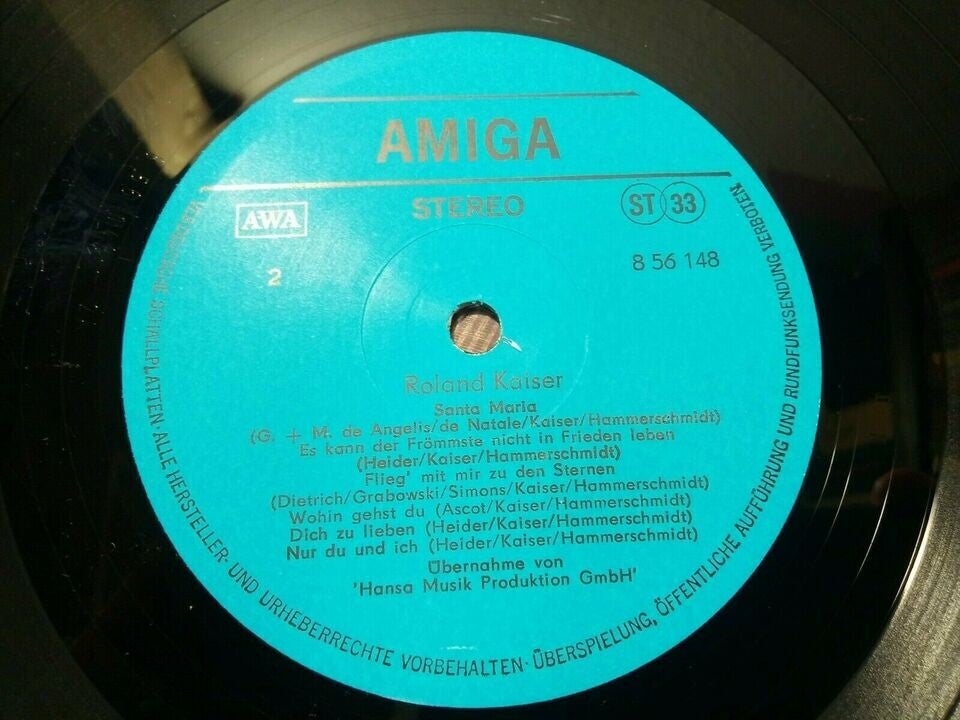 AMIGA
STEREO
AWA
ST 33
2
8 56 148
Roland Kaiser
Santa Maria
(G. + M. de Angelis/de Natale/Kaiser/Hammerschmidt)
Es kann der Frömmste nicht in Frieden leben
(Heider/Kaiser/Hammerschmidt)
Flieg' mit mir zu den Sternen
(Dietrich/Grabowski/Simons/Kaiser/Hammerschmidt)
Wohin gehst du (Ascot/Kaiser/Hammerschmidt)
Dich zu lieben (Heider/Kaiser/Hammerschmidt)
Nur du und ich (Heider/Kaiser/Hammerschmidt)
Übernahme von
'Hansa Musik Produktion GmbH'
SCHALLPLATTEN · ALLE HERSTELLER- UND URHEBERRECHTE VORBEHALTEN · ÜBERSPIELUNG, ÖFFENTLICHE AUFFÜHRUNG UND RUNDFUNKSENDUNG VERBOTEN